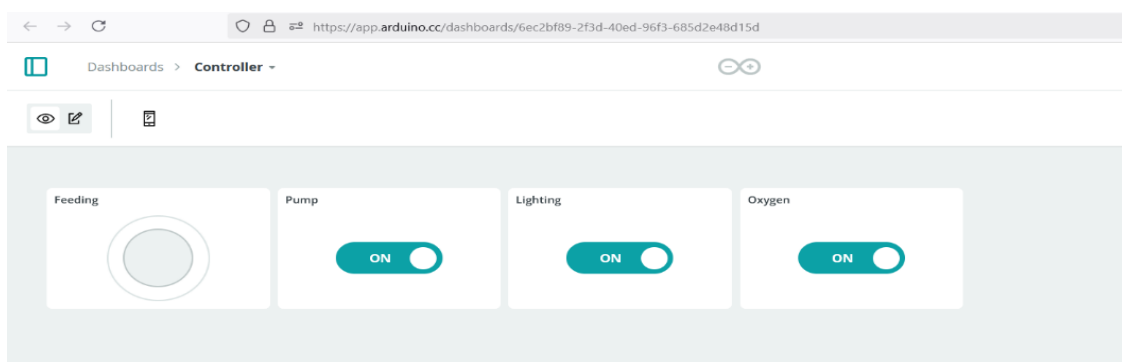 https://app.arduino.cc/dashboards/6ec2bf89-2f3d-40ed-96f3-685d2e48d15d
Dashboards > Controller
Feeding
Pump
Lighting
Oxygen
ON
ON
ON